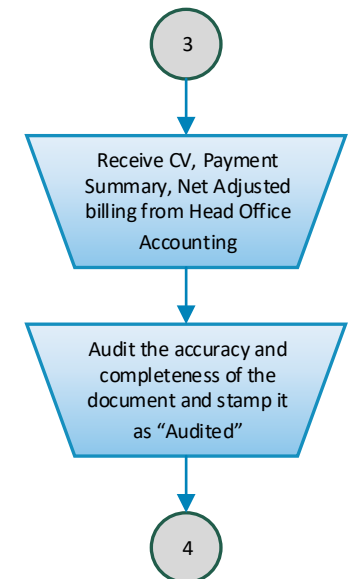 3
Receive CV, Payment
Summary, Net Adjusted
billing from Head Office
Accounting
Audit the accuracy and
completeness of the
document and stamp it
as “Audited”
4